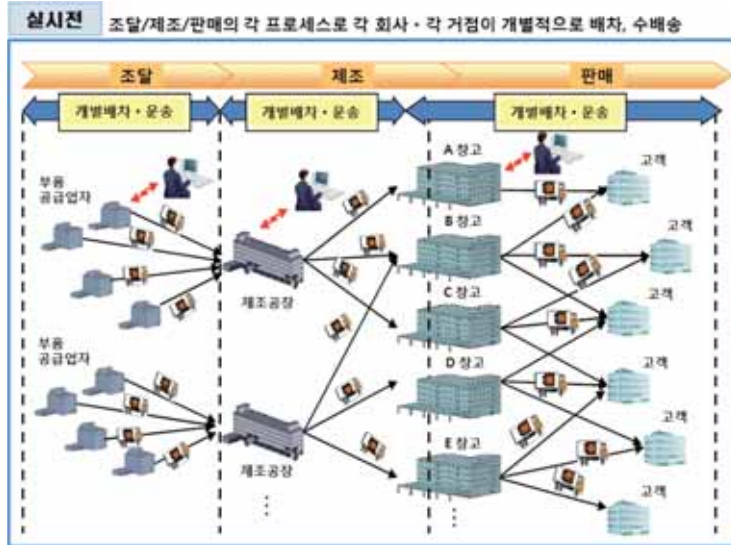 실시전
조달/제조/판매의 각 프로세스로 각 회사・각 거점이 개별적으로 배차, 수배송
조달
제조
판매
개별배차・운송
개별배차・운송
개별배차・운송
부품
공급업자
A 창고
고객
B 창고
고객
제조공장
C 창고
고객
부품
공급업자
D 창고
고객
제조공장
E 창고
고객
고객